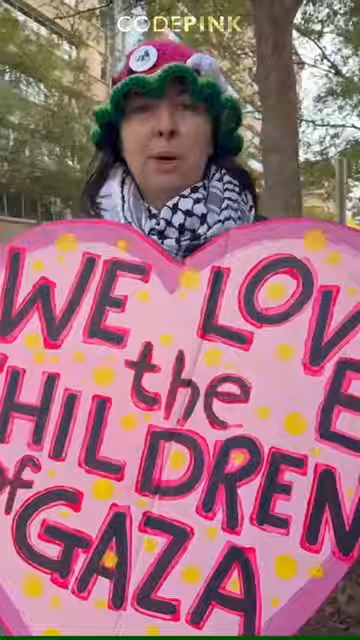 CODEPINK
WE LOVE
the
CHILDREN
of
GAZA